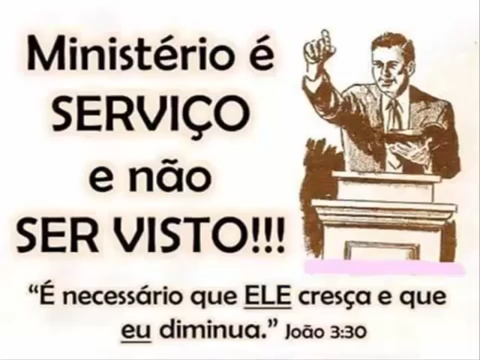 Ministério é
SERVIÇO
e não
SER VISTO!!!
“É necessário que ELE cresça e que
eu diminua.” João 3:30